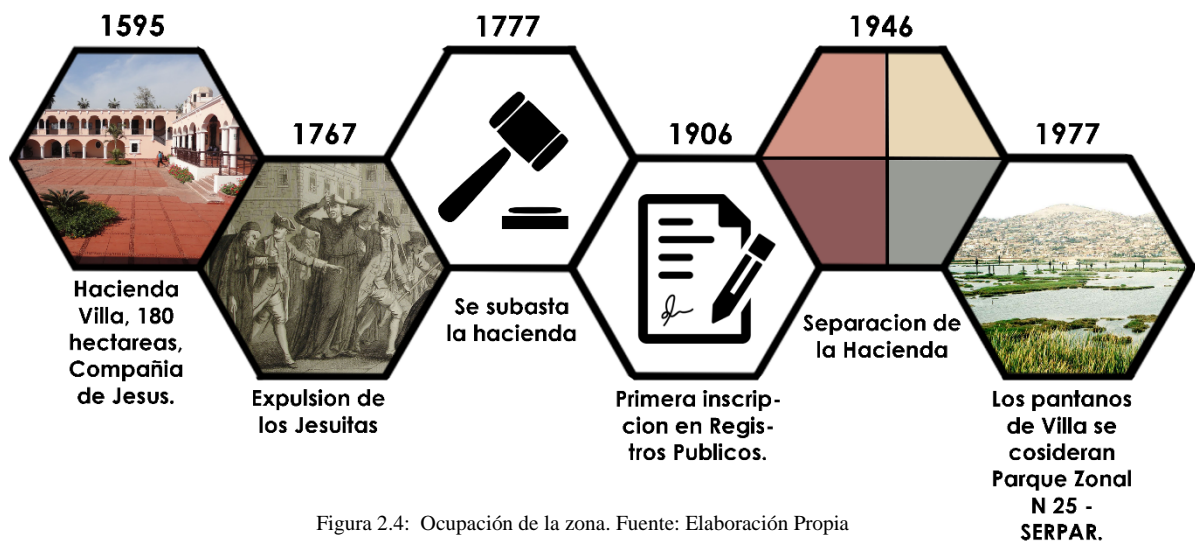 1595
Hacienda
Villa, 180
hectareas,
Compañia
de Jesus.
1767
Expulsion de
los Jesuitas
1777
Se subasta
la hacienda
1906
Primera inscrip-
cion en Regis-
tros Publicos.
1946
Separacion de
la Hacienda
1977
Los pantanos
de Villa se
cosideran
Parque Zonal
N 25 -
SERPAR.
Figura 2.4: Ocupación de la zona. Fuente: Elaboración Propia